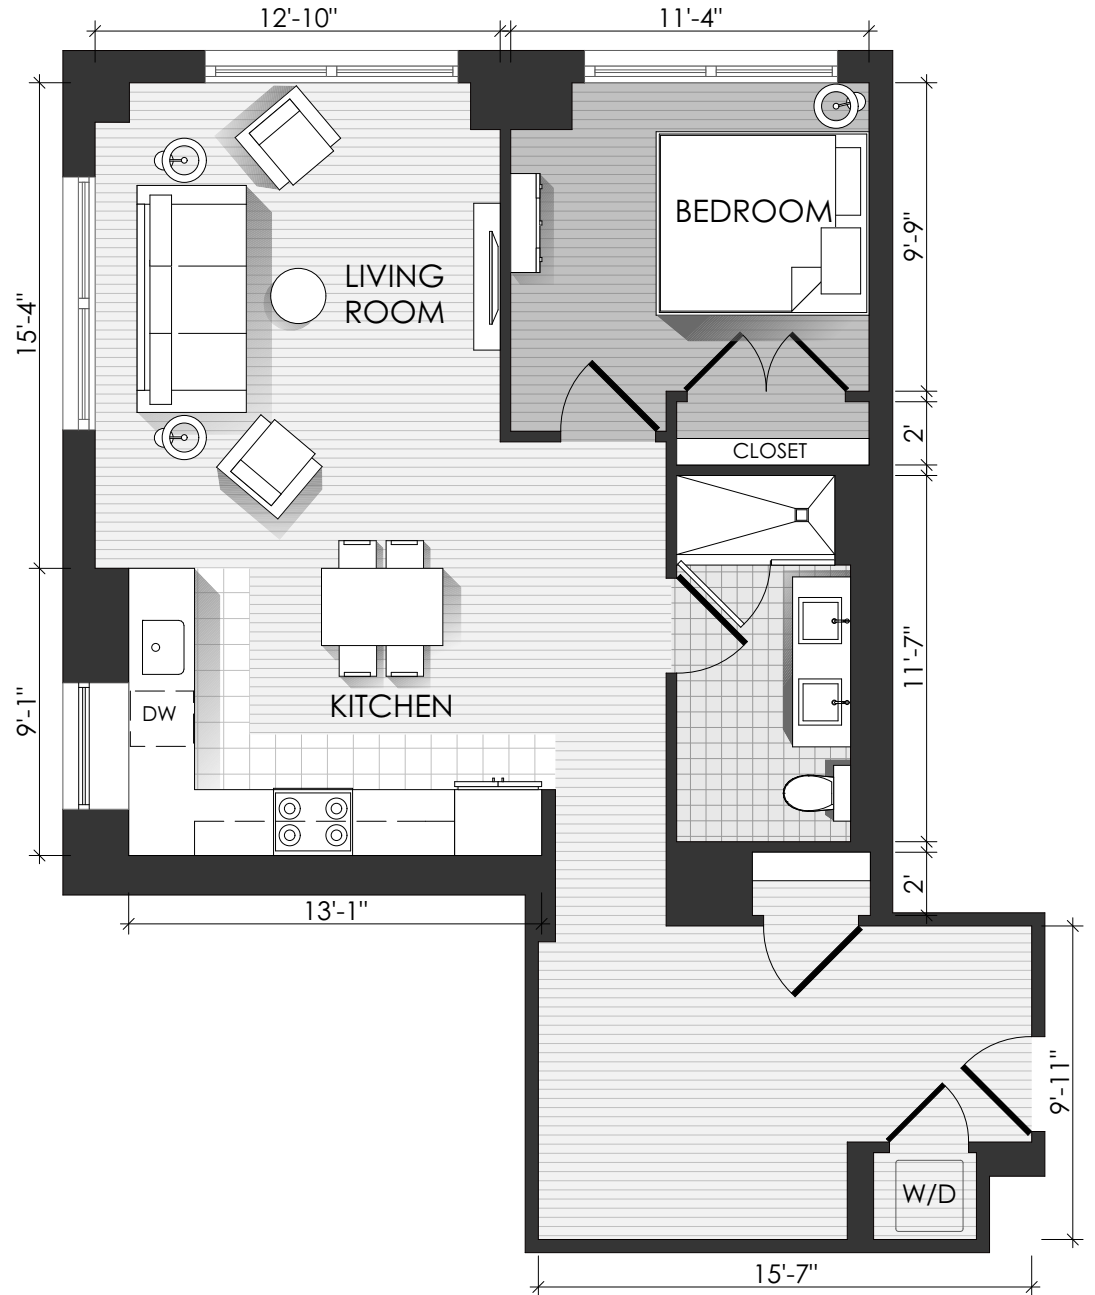 12'-10"
11'-4"
BEDROOM
9'-9"
LIVING
ROOM
15'-4"
2'
CLOSET
11'-7"
9'-1"
KITCHEN
DW
2'
13'-1"
9'-11"
W/D
15'-7"